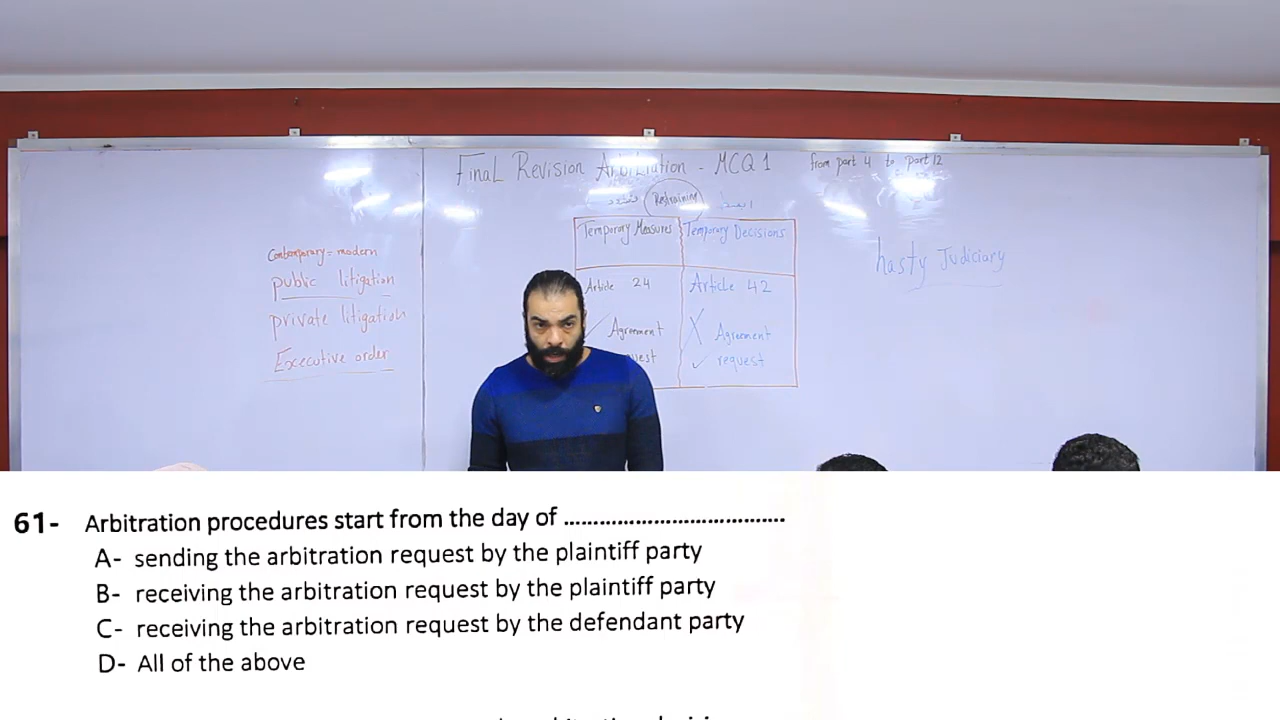 Final Revision Arbitration - MCQ 1 from part 4 to part 12
Restraining
Temporary Measures Temporary Decisions
Article 24 Article 42
Agreement X Agreement
✓ request
Contemporary = modern
public litigation
private litigation
Executive order
hasty Judiciary
61- Arbitration procedures start from the day of ......................................
A- sending the arbitration request by the plaintiff party
B- receiving the arbitration request by the plaintiff party
C- receiving the arbitration request by the defendant party
D- All of the above